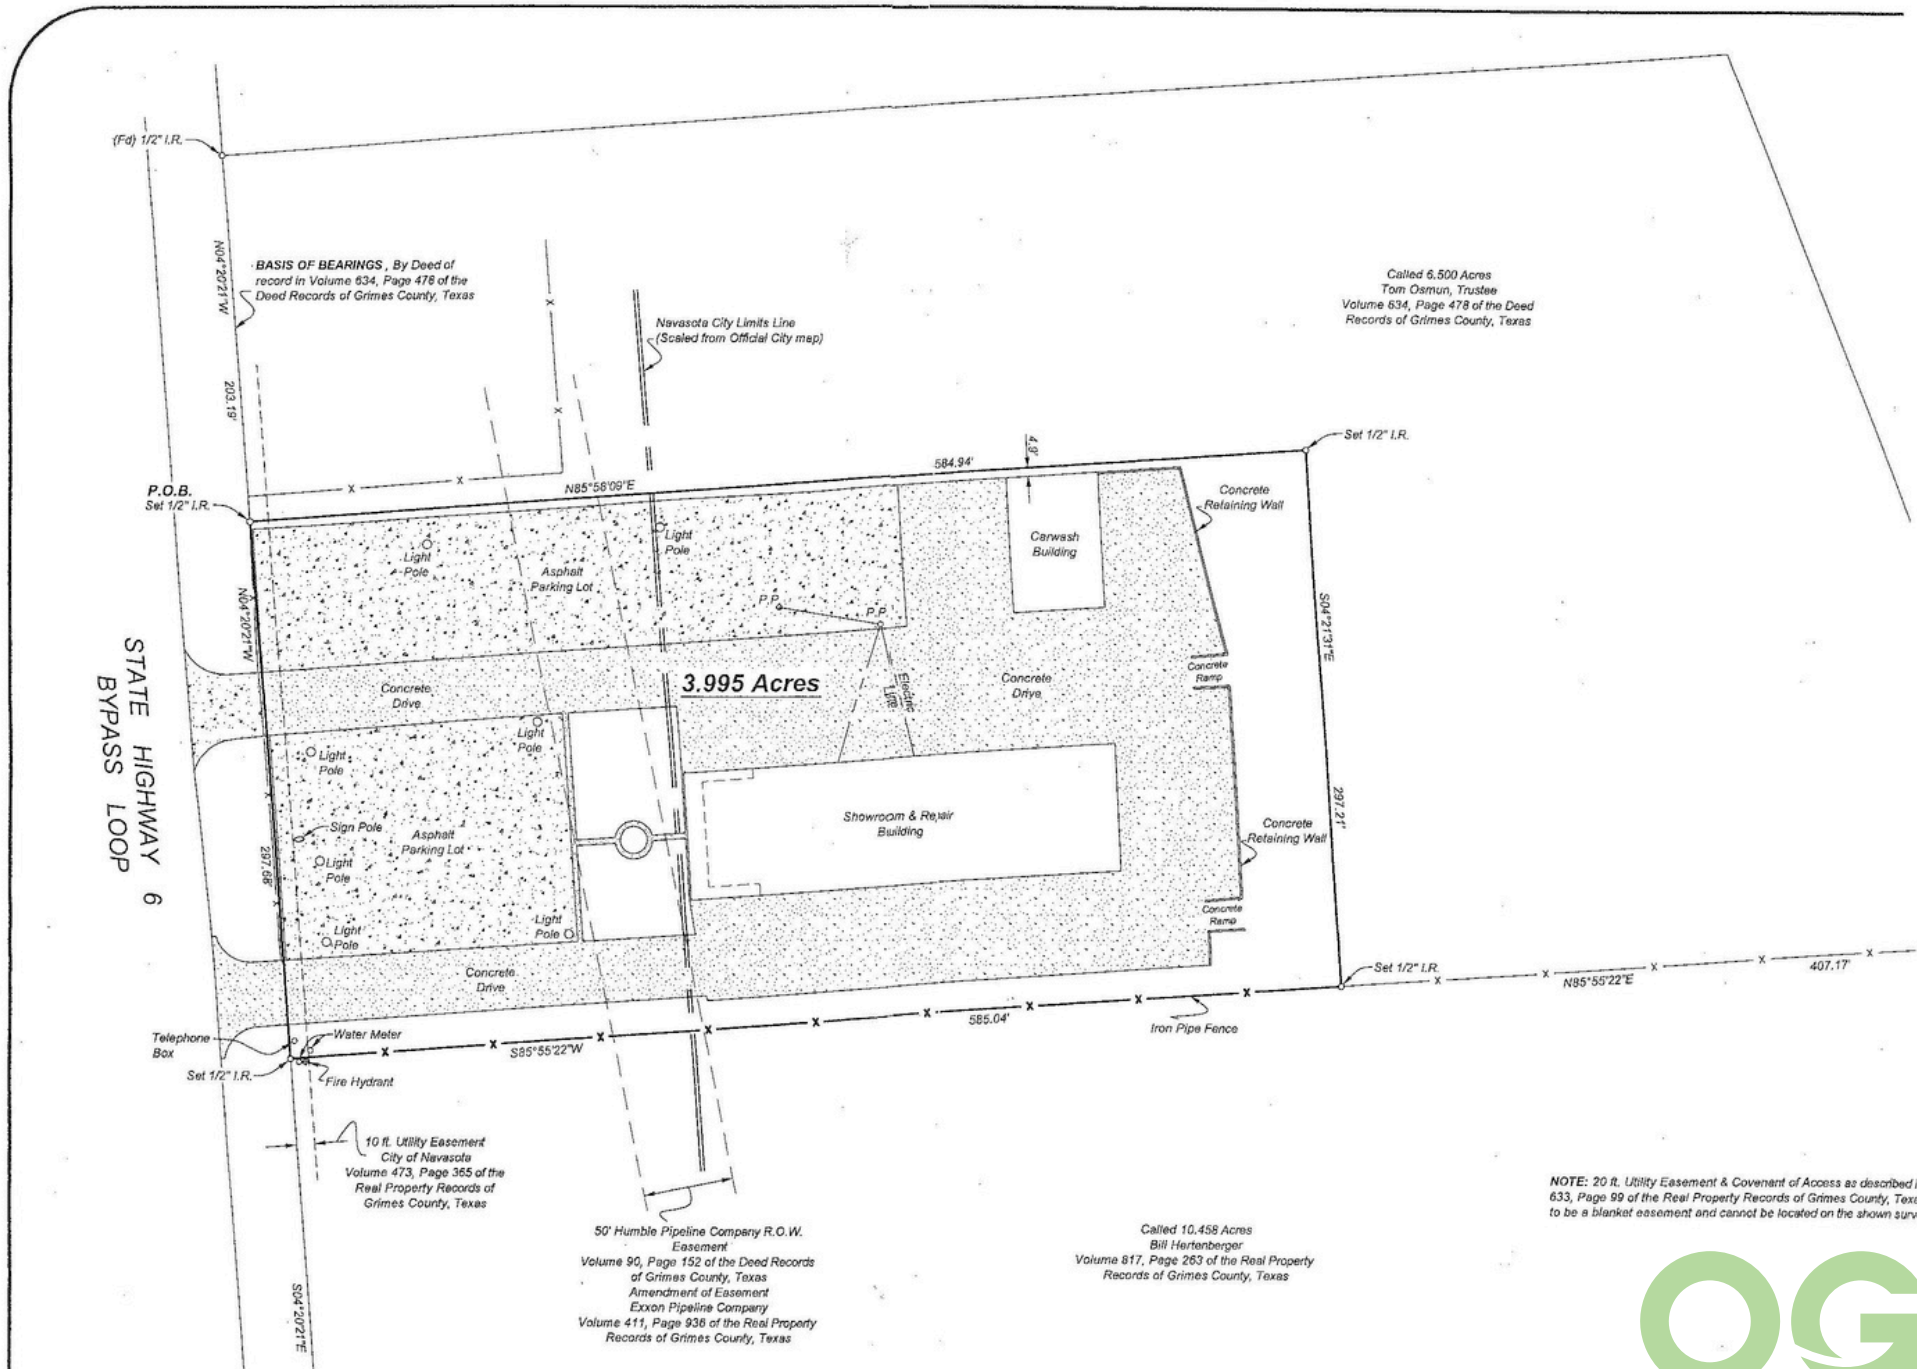 (Fd) 1/2" I.R.
N04°20'21"W
203.19'
BASIS OF BEARINGS, By Deed of
record in Volume 634, Page 478 of the
Deed Records of Grimes County, Texas
Navasota City Limits Line
(Scaled from Official City map)
Called 6.500 Acres
Tom Osmun, Trustee
Volume 634, Page 478 of the Deed
Records of Grimes County, Texas
P.O.B.
Set 1/2" I.R.
N85°56'09"E
584.94'
4.9'
Set 1/2" I.R.
Concrete
Retaining Wall
Carwash
Building
Light
Pole
Light
Pole
Asphalt
Parking Lot
P.P.
P.P.
N04°20'21"W
S04°21'31"E
STATE HIGHWAY 6
BYPASS LOOP
Concrete
Drive
3.995 Acres
Electric
Line
Concrete
Drive
Concrete
Ramp
Light
Pole
Light
Pole
Sign Pole
Asphalt
Parking Lot
Light
Pole
Showroom & Repair
Building
297.21'
Concrete
Retaining Wall
297.68'
Light
Pole
Light
Pole
Concrete
Ramp
Concrete
Drive
Set 1/2" I.R.
N85°55'22"E
407.17'
585.04'
Iron Pipe Fence
Telephone
Box
Water Meter
S85°55'22"W
Set 1/2" I.R.
Fire Hydrant
10 ft. Utility Easement
City of Navasota
Volume 473, Page 365 of the
Real Property Records of
Grimes County, Texas
S04°20'21"E
50' Humble Pipeline Company R.O.W.
Easement
Volume 90, Page 152 of the Deed Records
of Grimes County, Texas
Amendment of Easement
Exxon Pipeline Company
Volume 411, Page 936 of the Real Property
Records of Grimes County, Texas
Called 10.458 Acres
Bill Hertenberger
Volume 817, Page 263 of the Real Property
Records of Grimes County, Texas
NOTE: 20 ft. Utility Easement & Covenant of Access as described
633, Page 99 of the Real Property Records of Grimes County,
to be a blanket easement and cannot be located on the shown
OG